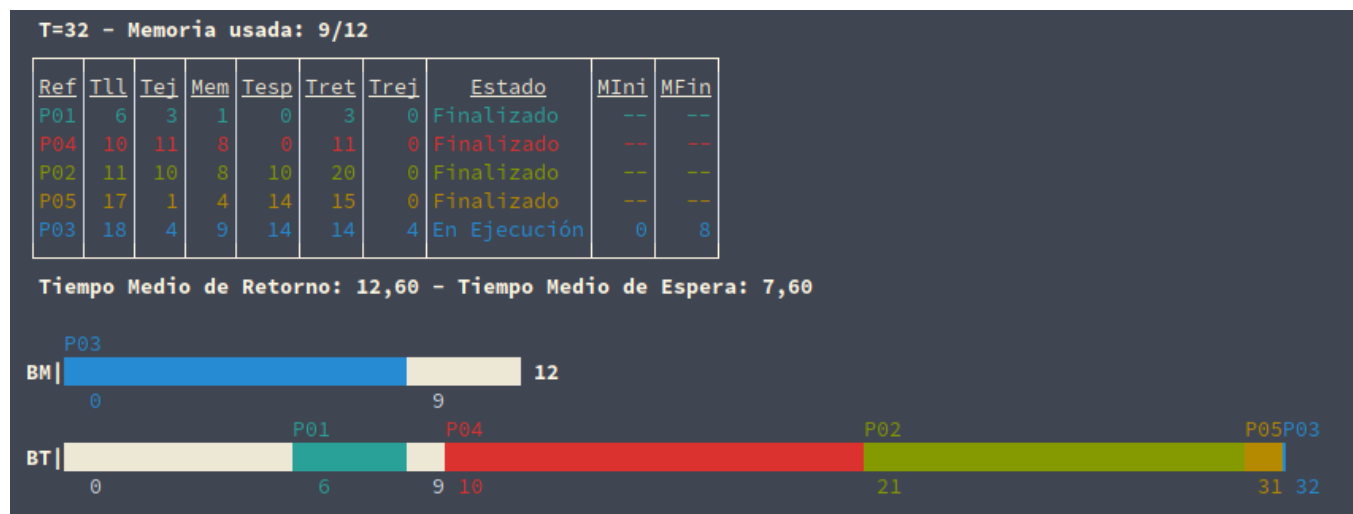 T=32 - Memoria usada: 9/12
Ref Tll Tej Mem Tesp Tret Trej Estado MIni MFin
P01 6 3 1 0 3 0 Finalizado -- --
P04 10 11 8 0 11 0 Finalizado -- --
P02 11 10 8 10 20 0 Finalizado -- --
P05 17 1 4 14 15 0 Finalizado -- --
P03 18 4 9 14 14 4 En Ejecución 0 8
Tiempo Medio de Retorno: 12,60 - Tiempo Medio de Espera: 7,60
P03
BM| 12
0 9
P01 P04 P02 P05P03
BT|
0 6 9 10 21 31 32